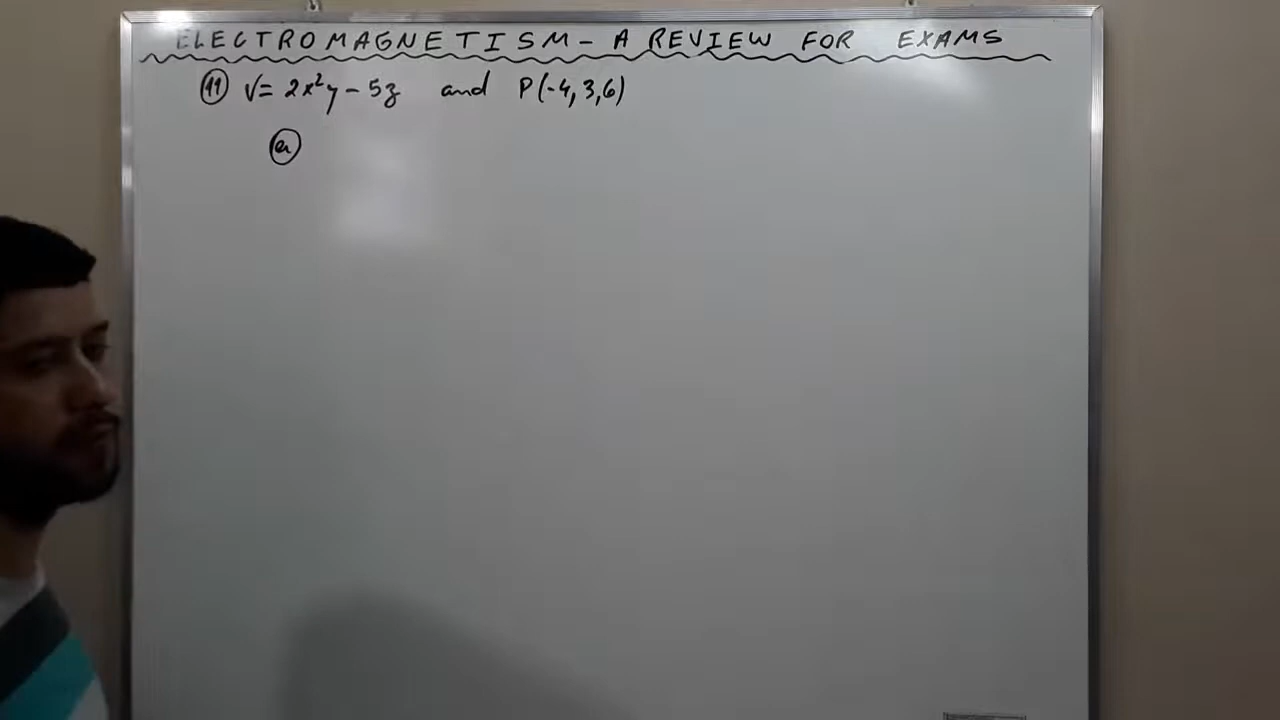 ELECTROMAGNETISM - A REVIEW FOR EXAMS
⑪ V = 2x²y - 5z and P(-4, 3, 6)
ⓐ